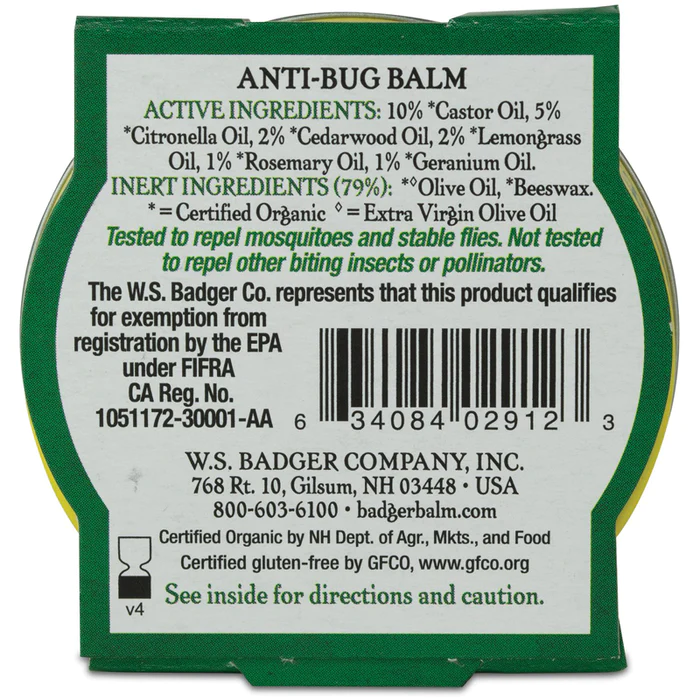 ANTI-BUG BALM
ACTIVE INGREDIENTS: 10% *Castor Oil, 5%
*Citronella Oil, 2% *Cedarwood Oil, 2% *Lemongrass
Oil, 1% *Rosemary Oil, 1% *Geranium Oil.
INERT INGREDIENTS (79%): *◊Olive Oil, *Beeswax.
* = Certified Organic ◊ = Extra Virgin Olive Oil
Tested to repel mosquitoes and stable flies. Not tested
to repel other biting insects or pollinators.
The W.S. Badger Co. represents that this product qualifies
for exemption from
registration by the EPA
under FIFRA
CA Reg. No.
1051172-30001-AA
6 34084 02912 3
W.S. BADGER COMPANY, INC.
768 Rt. 10, Gilsum, NH 03448 • USA
800-603-6100 • badgerbalm.com
Certified Organic by NH Dept. of Agr., Mkts., and Food
Certified gluten-free by GFCO, www.gfco.org
v4
See inside for directions and caution.